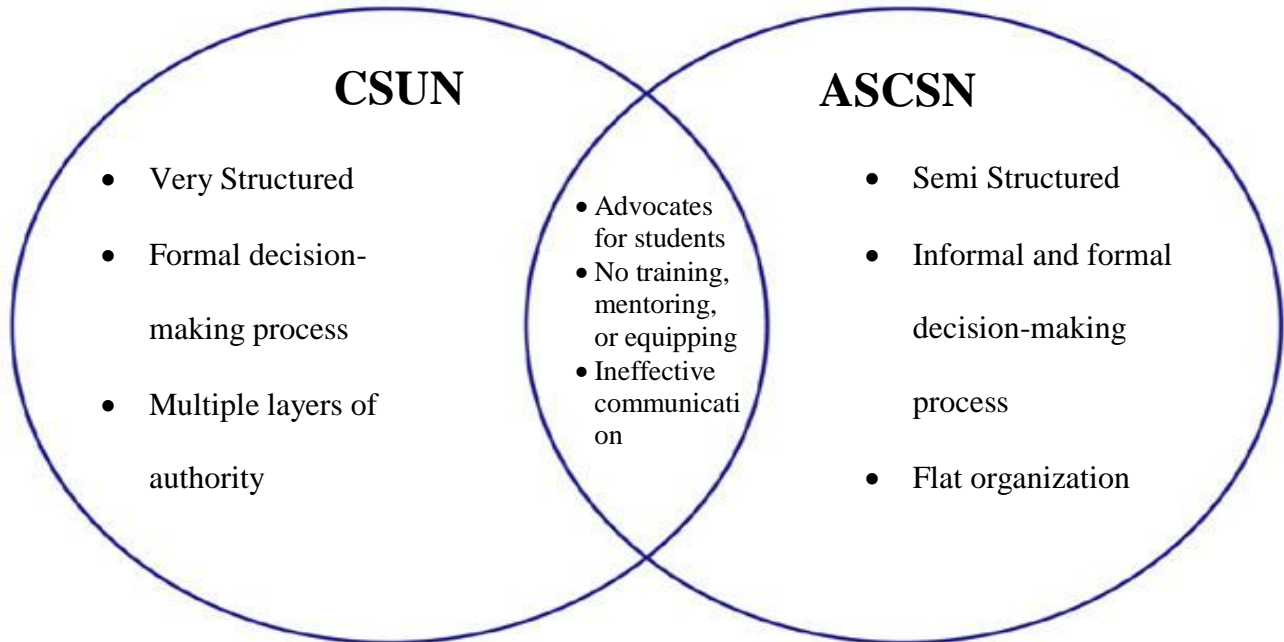 CSUN
• Very Structured
• Formal decision-
making process
• Multiple layers of
authority
• Advocates
for students
• No training,
mentoring,
or equipping
• Ineffective
communicati
on
ASCSN
• Semi Structured
• Informal and formal
decision-making
process
• Flat organization